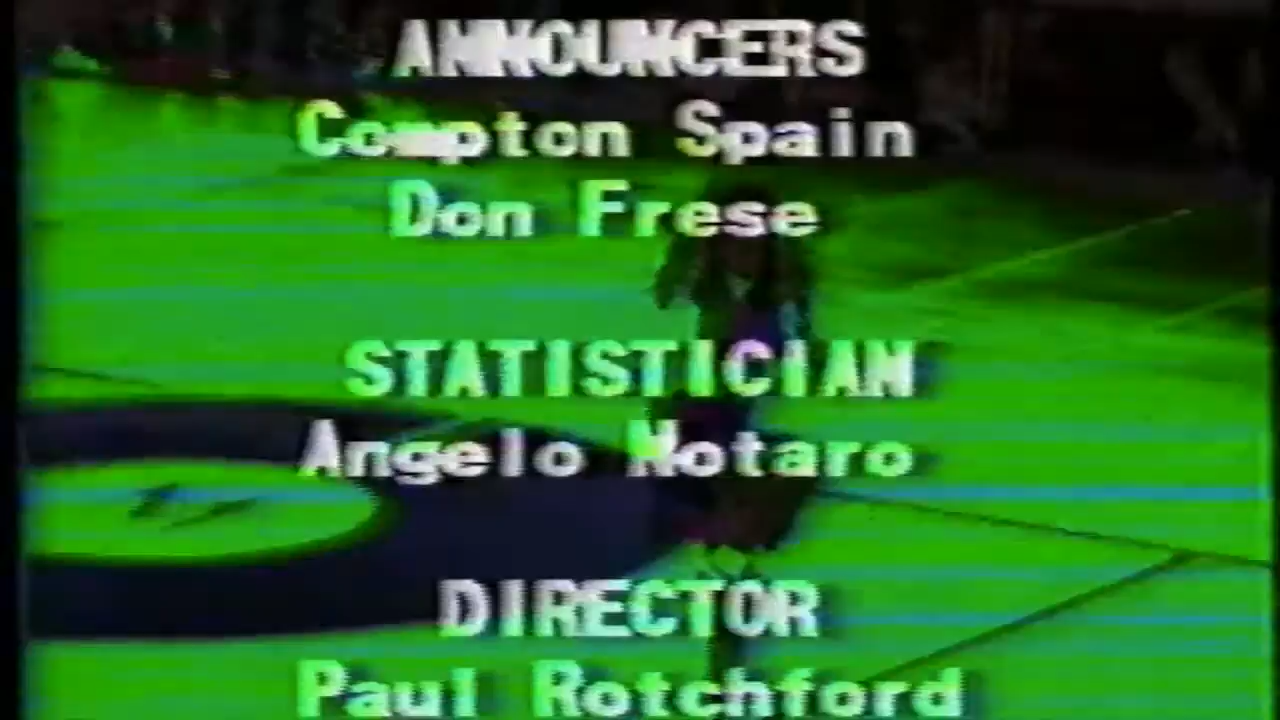 ANNOUNCERS
Compton Spain
Don Frese
STATISTICIAN
Angelo Notaro
DIRECTOR
Paul Rotchford